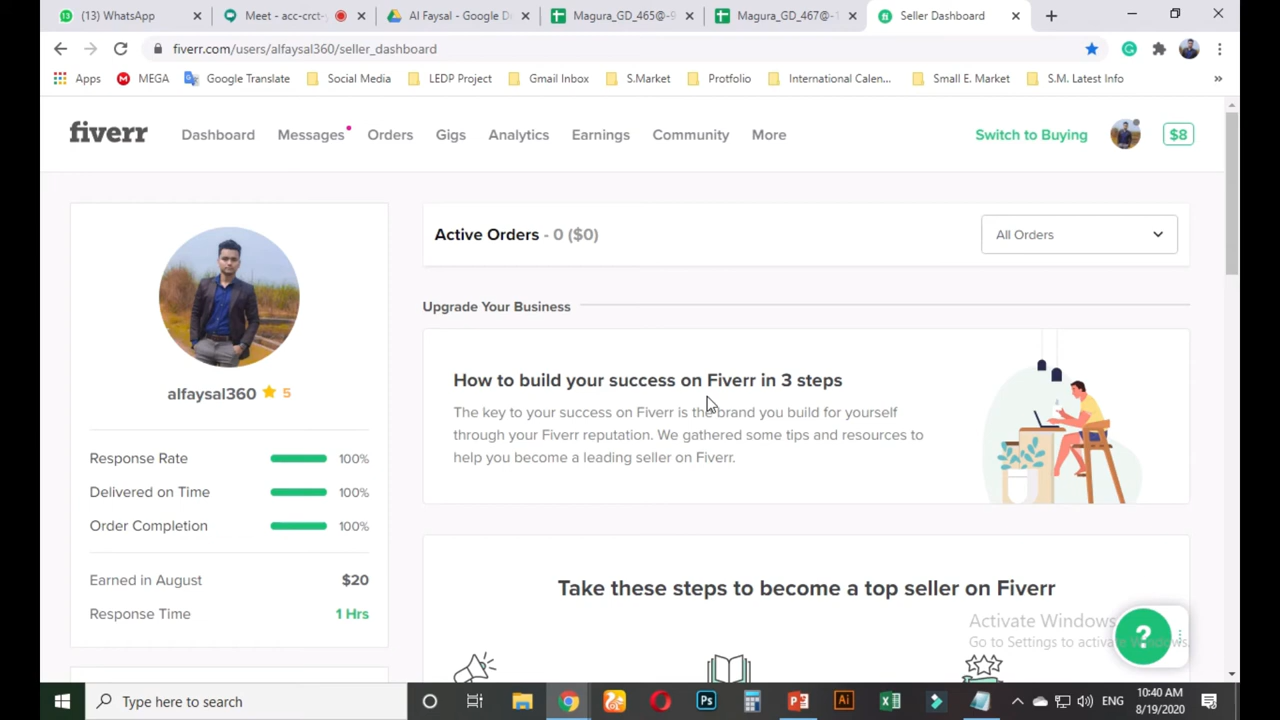 (13) WhatsApp
Meet - acc-crct-
Al Faysal - Google D
Magura_GD_465@-9
Magura_GD_467@-1
Seller Dashboard
fiverr.com/users/alfaysal360/seller_dashboard
Apps
MEGA
Google Translate
Social Media
LEDP Project
Gmail Inbox
S.Market
Protfolio
International Calen...
Small E. Market
S.M. Latest Info
fiverr
Dashboard
Messages
Orders
Gigs
Analytics
Earnings
Community
More
Switch to Buying
$8
Active Orders - 0 ($0)
All Orders
alfaysal360 5
Response Rate 100%
Delivered on Time 100%
Order Completion 100%
Earned in August $20
Response Time 1 Hrs
Upgrade Your Business
How to build your success on Fiverr in 3 steps
The key to your success on Fiverr is the brand you build for yourself
through your Fiverr reputation. We gathered some tips and resources to
help you become a leading seller on Fiverr.
Take these steps to become a top seller on Fiverr
Activate Windows
Go to Settings to activate Windows.
?
Type here to search
Ps
Ai
ENG
10:40 AM
8/19/2020